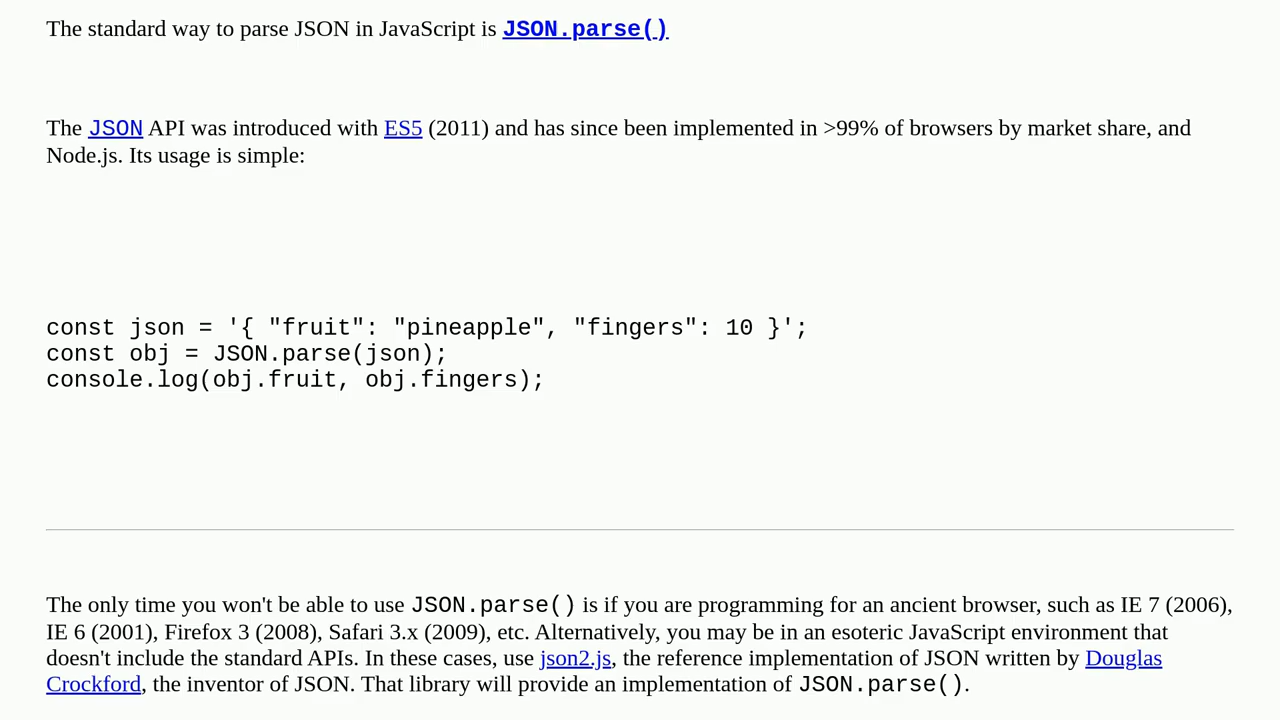 The standard way to parse JSON in JavaScript is JSON.parse()
The JSON API was introduced with ES5 (2011) and has since been implemented in >99% of browsers by market share, and
Node.js. Its usage is simple:
const json = '{ "fruit": "pineapple", "fingers": 10 }';
const obj = JSON.parse(json);
console.log(obj.fruit, obj.fingers);
The only time you won't be able to use JSON.parse() is if you are programming for an ancient browser, such as IE 7 (2006),
IE 6 (2001), Firefox 3 (2008), Safari 3.x (2009), etc. Alternatively, you may be in an esoteric JavaScript environment that
doesn't include the standard APIs. In these cases, use json2.js, the reference implementation of JSON written by Douglas
Crockford, the inventor of JSON. That library will provide an implementation of JSON.parse().